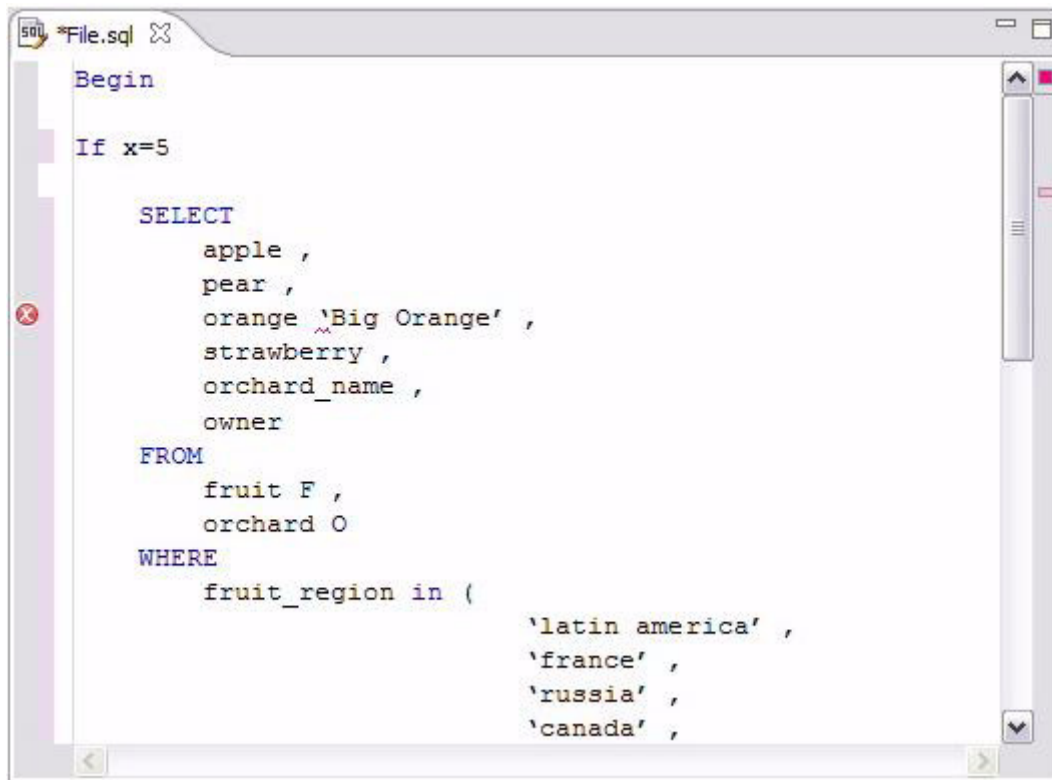 *File.sql
Begin
If x=5
SELECT
apple ,
pear ,
orange ‘Big Orange’ ,
strawberry ,
orchard_name ,
owner
FROM
fruit F ,
orchard O
WHERE
fruit_region in (
‘latin america’ ,
‘france’ ,
‘russia’ ,
‘canada’ ,